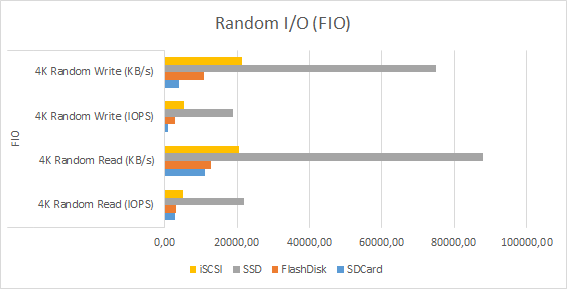 Random I/O (FIO)
FIO
4K Random Write (KB/s)
4K Random Write (IOPS)
4K Random Read (KB/s)
4K Random Read (IOPS)
0,00 20000,00 40000,00 60000,00 80000,00 100000,00
iSCSI SSD FlashDisk SDCard